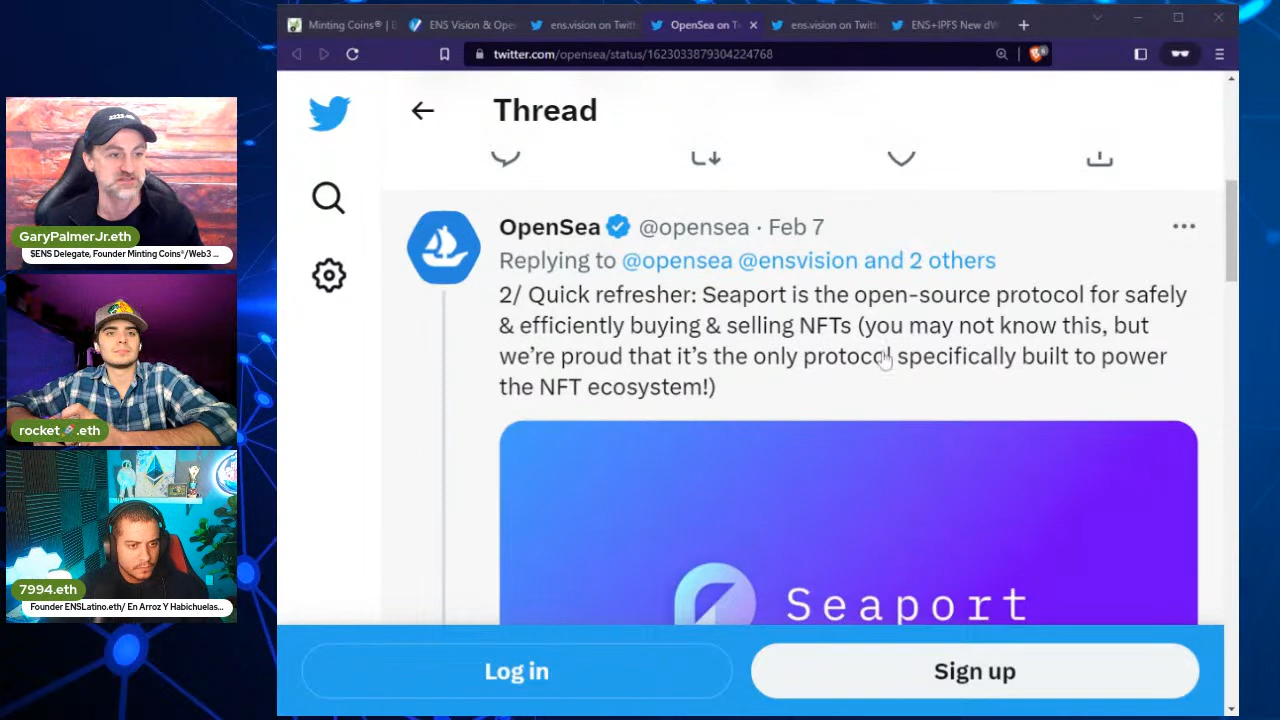 Minting Coins® | E
ENS Vision & Ope
ens.vision on Twitt
OpenSea on T
ens.vision on Twitt
ENS+IPFS New dW
twitter.com/opensea/status/1623033879304224768
Thread
OpenSea @opensea · Feb 7
Replying to @opensea @ensvision and 2 others
2/ Quick refresher: Seaport is the open-source protocol for safely
& efficiently buying & selling NFTs (you may not know this, but
we're proud that it's the only protocol specifically built to power
the NFT ecosystem!)
Seaport
Log in
Sign up
GaryPalmerJr.eth
$ENS Delegate, Founder Minting Coins®/Web3 ...
rocket🚀.eth
7994.eth
Founder ENSLatino.eth/ En Arroz Y Habichuelas...